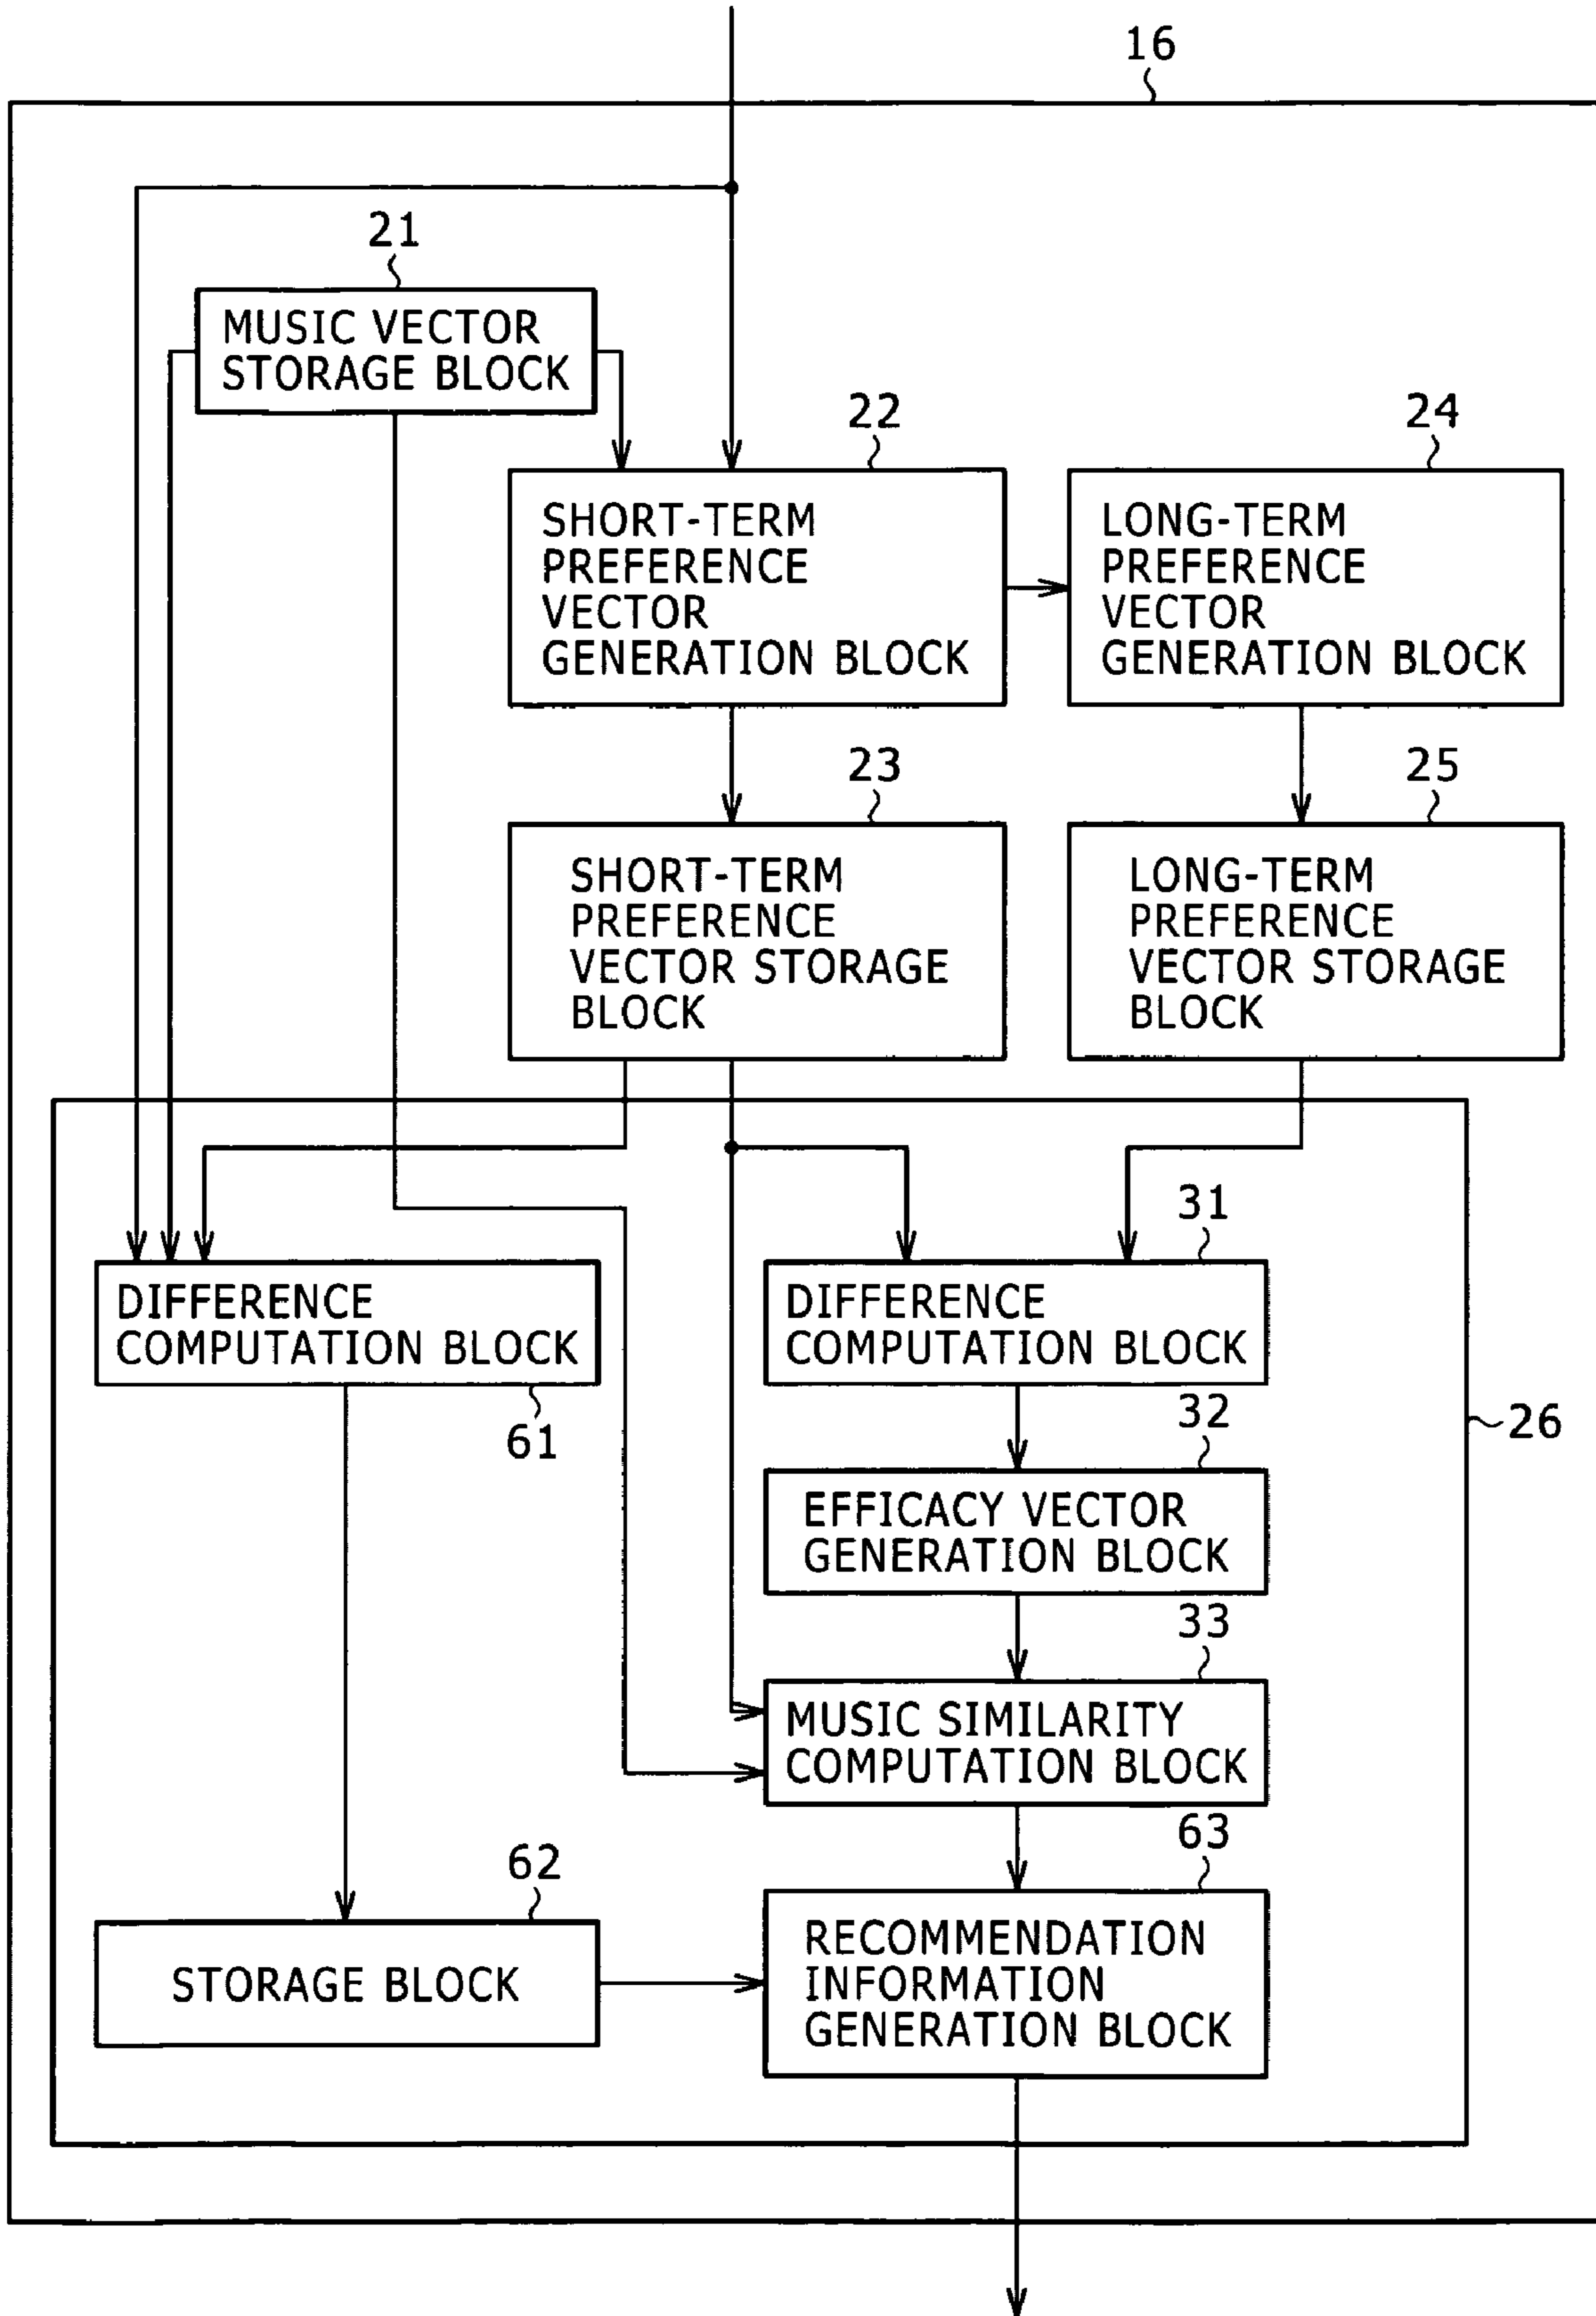 16
21
MUSIC VECTOR
STORAGE BLOCK
22
SHORT-TERM
PREFERENCE
VECTOR
GENERATION BLOCK
24
LONG-TERM
PREFERENCE
VECTOR
GENERATION BLOCK
23
SHORT-TERM
PREFERENCE
VECTOR STORAGE
BLOCK
25
LONG-TERM
PREFERENCE
VECTOR STORAGE
BLOCK
DIFFERENCE
COMPUTATION BLOCK
61
31
DIFFERENCE
COMPUTATION BLOCK
26
32
EFFICACY VECTOR
GENERATION BLOCK
33
MUSIC SIMILARITY
COMPUTATION BLOCK
62
STORAGE BLOCK
63
RECOMMENDATION
INFORMATION
GENERATION BLOCK